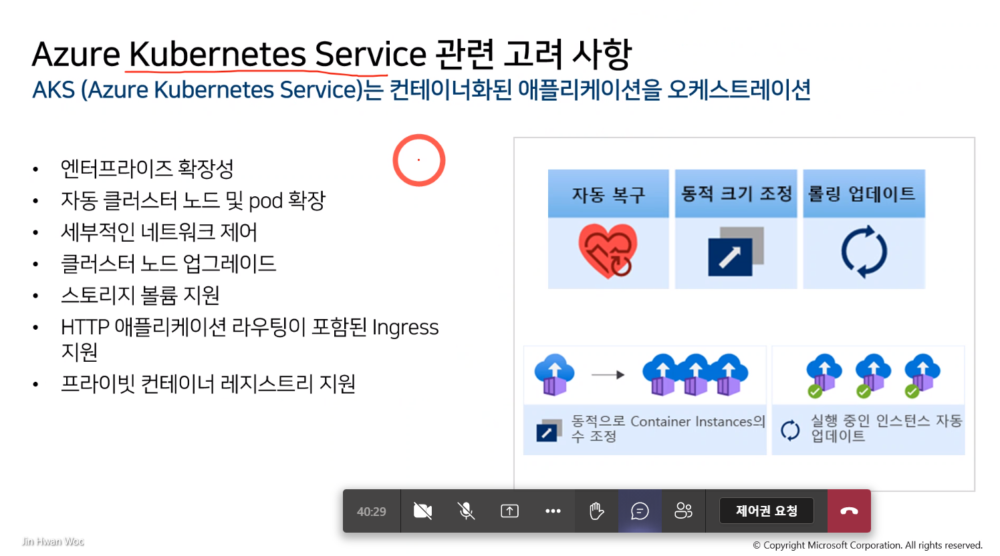 Azure Kubernetes Service 관련 고려 사항
AKS (Azure Kubernetes Service)는 컨테이너화된 애플리케이션을 오케스트레이션
• 엔터프라이즈 확장성
• 자동 클러스터 노드 및 pod 확장
• 세부적인 네트워크 제어
• 클러스터 노드 업그레이드
• 스토리지 볼륨 지원
• HTTP 애플리케이션 라우팅이 포함된 Ingress
지원
• 프라이빗 컨테이너 레지스트리 지원
자동 복구
동적 크기 조정
롤링 업데이트
동적으로 Container Instances의
수 조정
실행 중인 인스턴스 자동
업데이트
40:29
제어권 요청
Jin Hwan Woo
© Copyright Microsoft Corporation. All rights reserved.